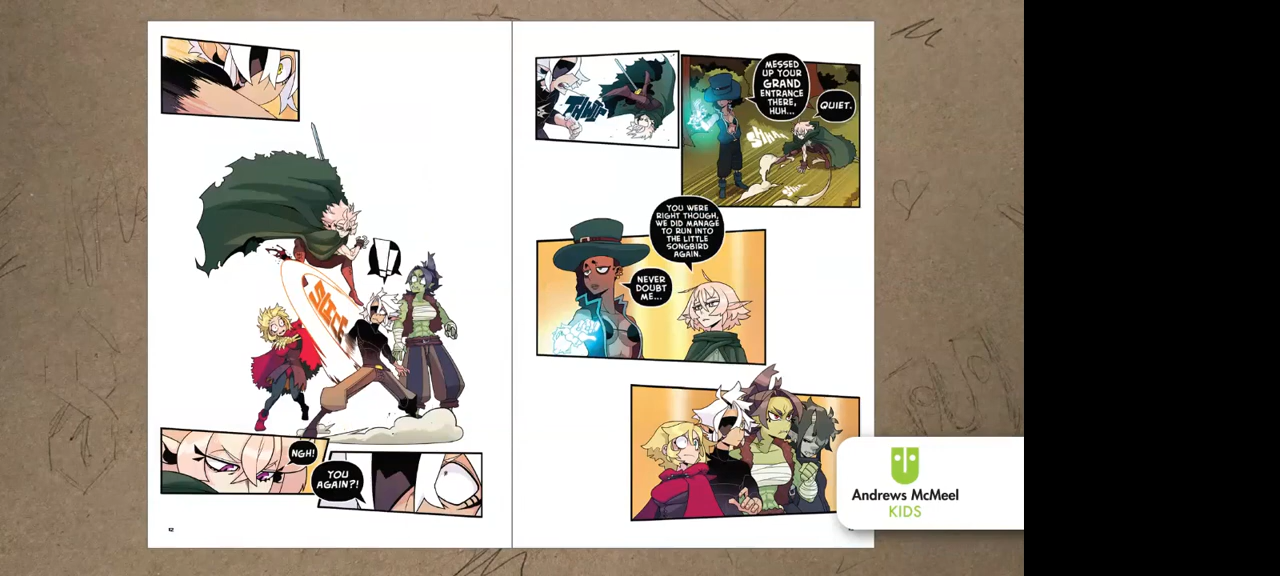 NGH!
YOU
AGAIN?!
12
MESSED
UP YOUR
GRAND
ENTRANCE
THERE,
HUH...
QUIET.
YOU WERE
RIGHT THOUGH,
WE DID MANAGE
TO RUN INTO
THE LITTLE
SONGBIRD
AGAIN.
NEVER
DOUBT
ME...
Andrews McMeel
KIDS